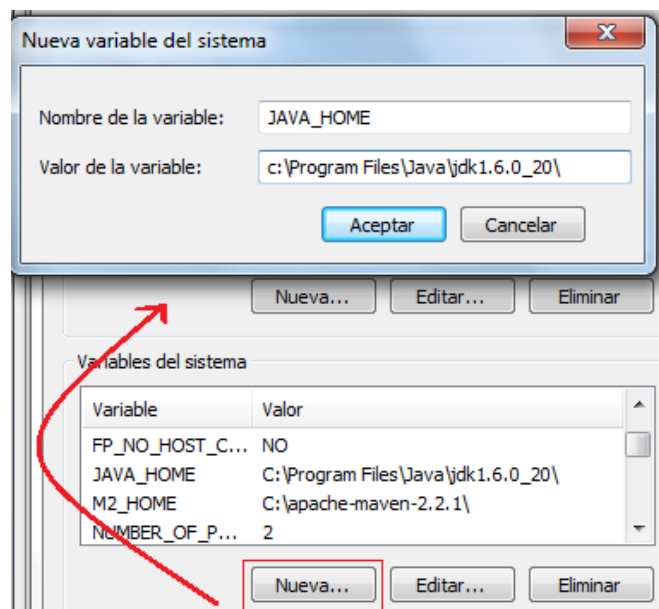 Nueva variable del sistema
Nombre de la variable: JAVA_HOME
Valor de la variable: c:\Program Files\Java\jdk1.6.0_20\
Aceptar Cancelar
Nueva... Editar... Eliminar
Variables del sistema
Variable Valor
FP_NO_HOST_C... NO
JAVA_HOME C:\Program Files\Java\jdk1.6.0_20\
M2_HOME C:\apache-maven-2.2.1\
NUMBER_OF_P... 2
Nueva... Editar... Eliminar